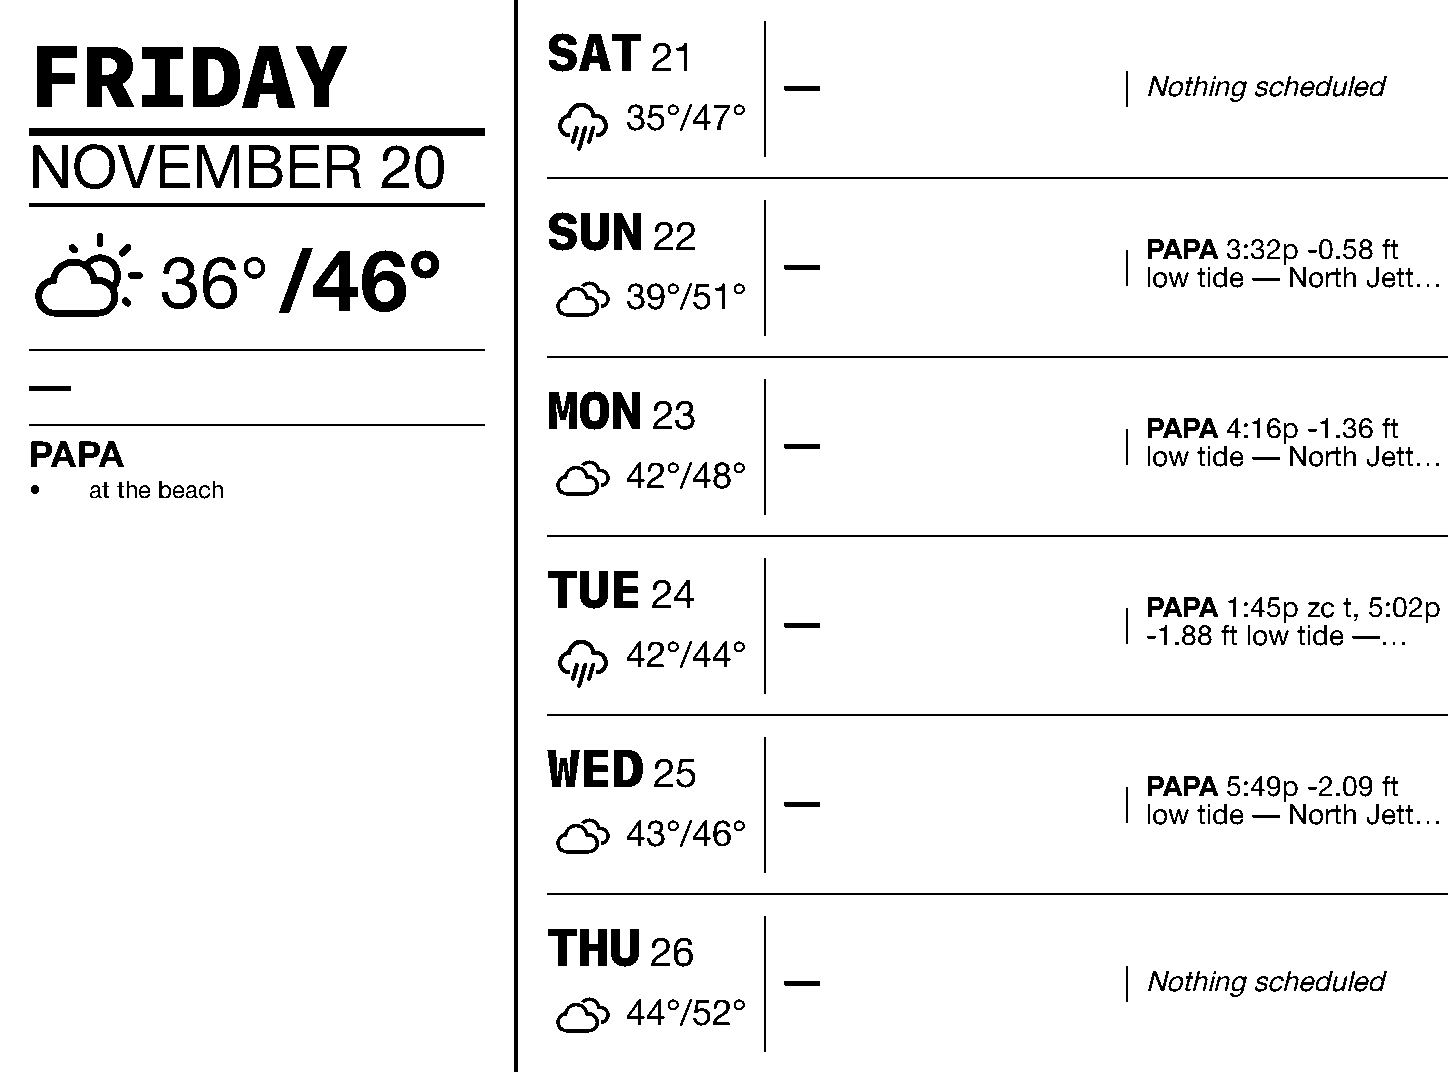 FRIDAY
NOVEMBER 20
36° /46°
—
PAPA
• at the beach
SAT 21
35°/47°
—
Nothing scheduled
SUN 22
39°/51°
—
PAPA 3:32p -0.58 ft
low tide — North Jett…
MON 23
42°/48°
—
PAPA 4:16p -1.36 ft
low tide — North Jett…
TUE 24
42°/44°
—
PAPA 1:45p zc t, 5:02p
-1.88 ft low tide —…
WED 25
43°/46°
—
PAPA 5:49p -2.09 ft
low tide — North Jett…
THU 26
44°/52°
—
Nothing scheduled